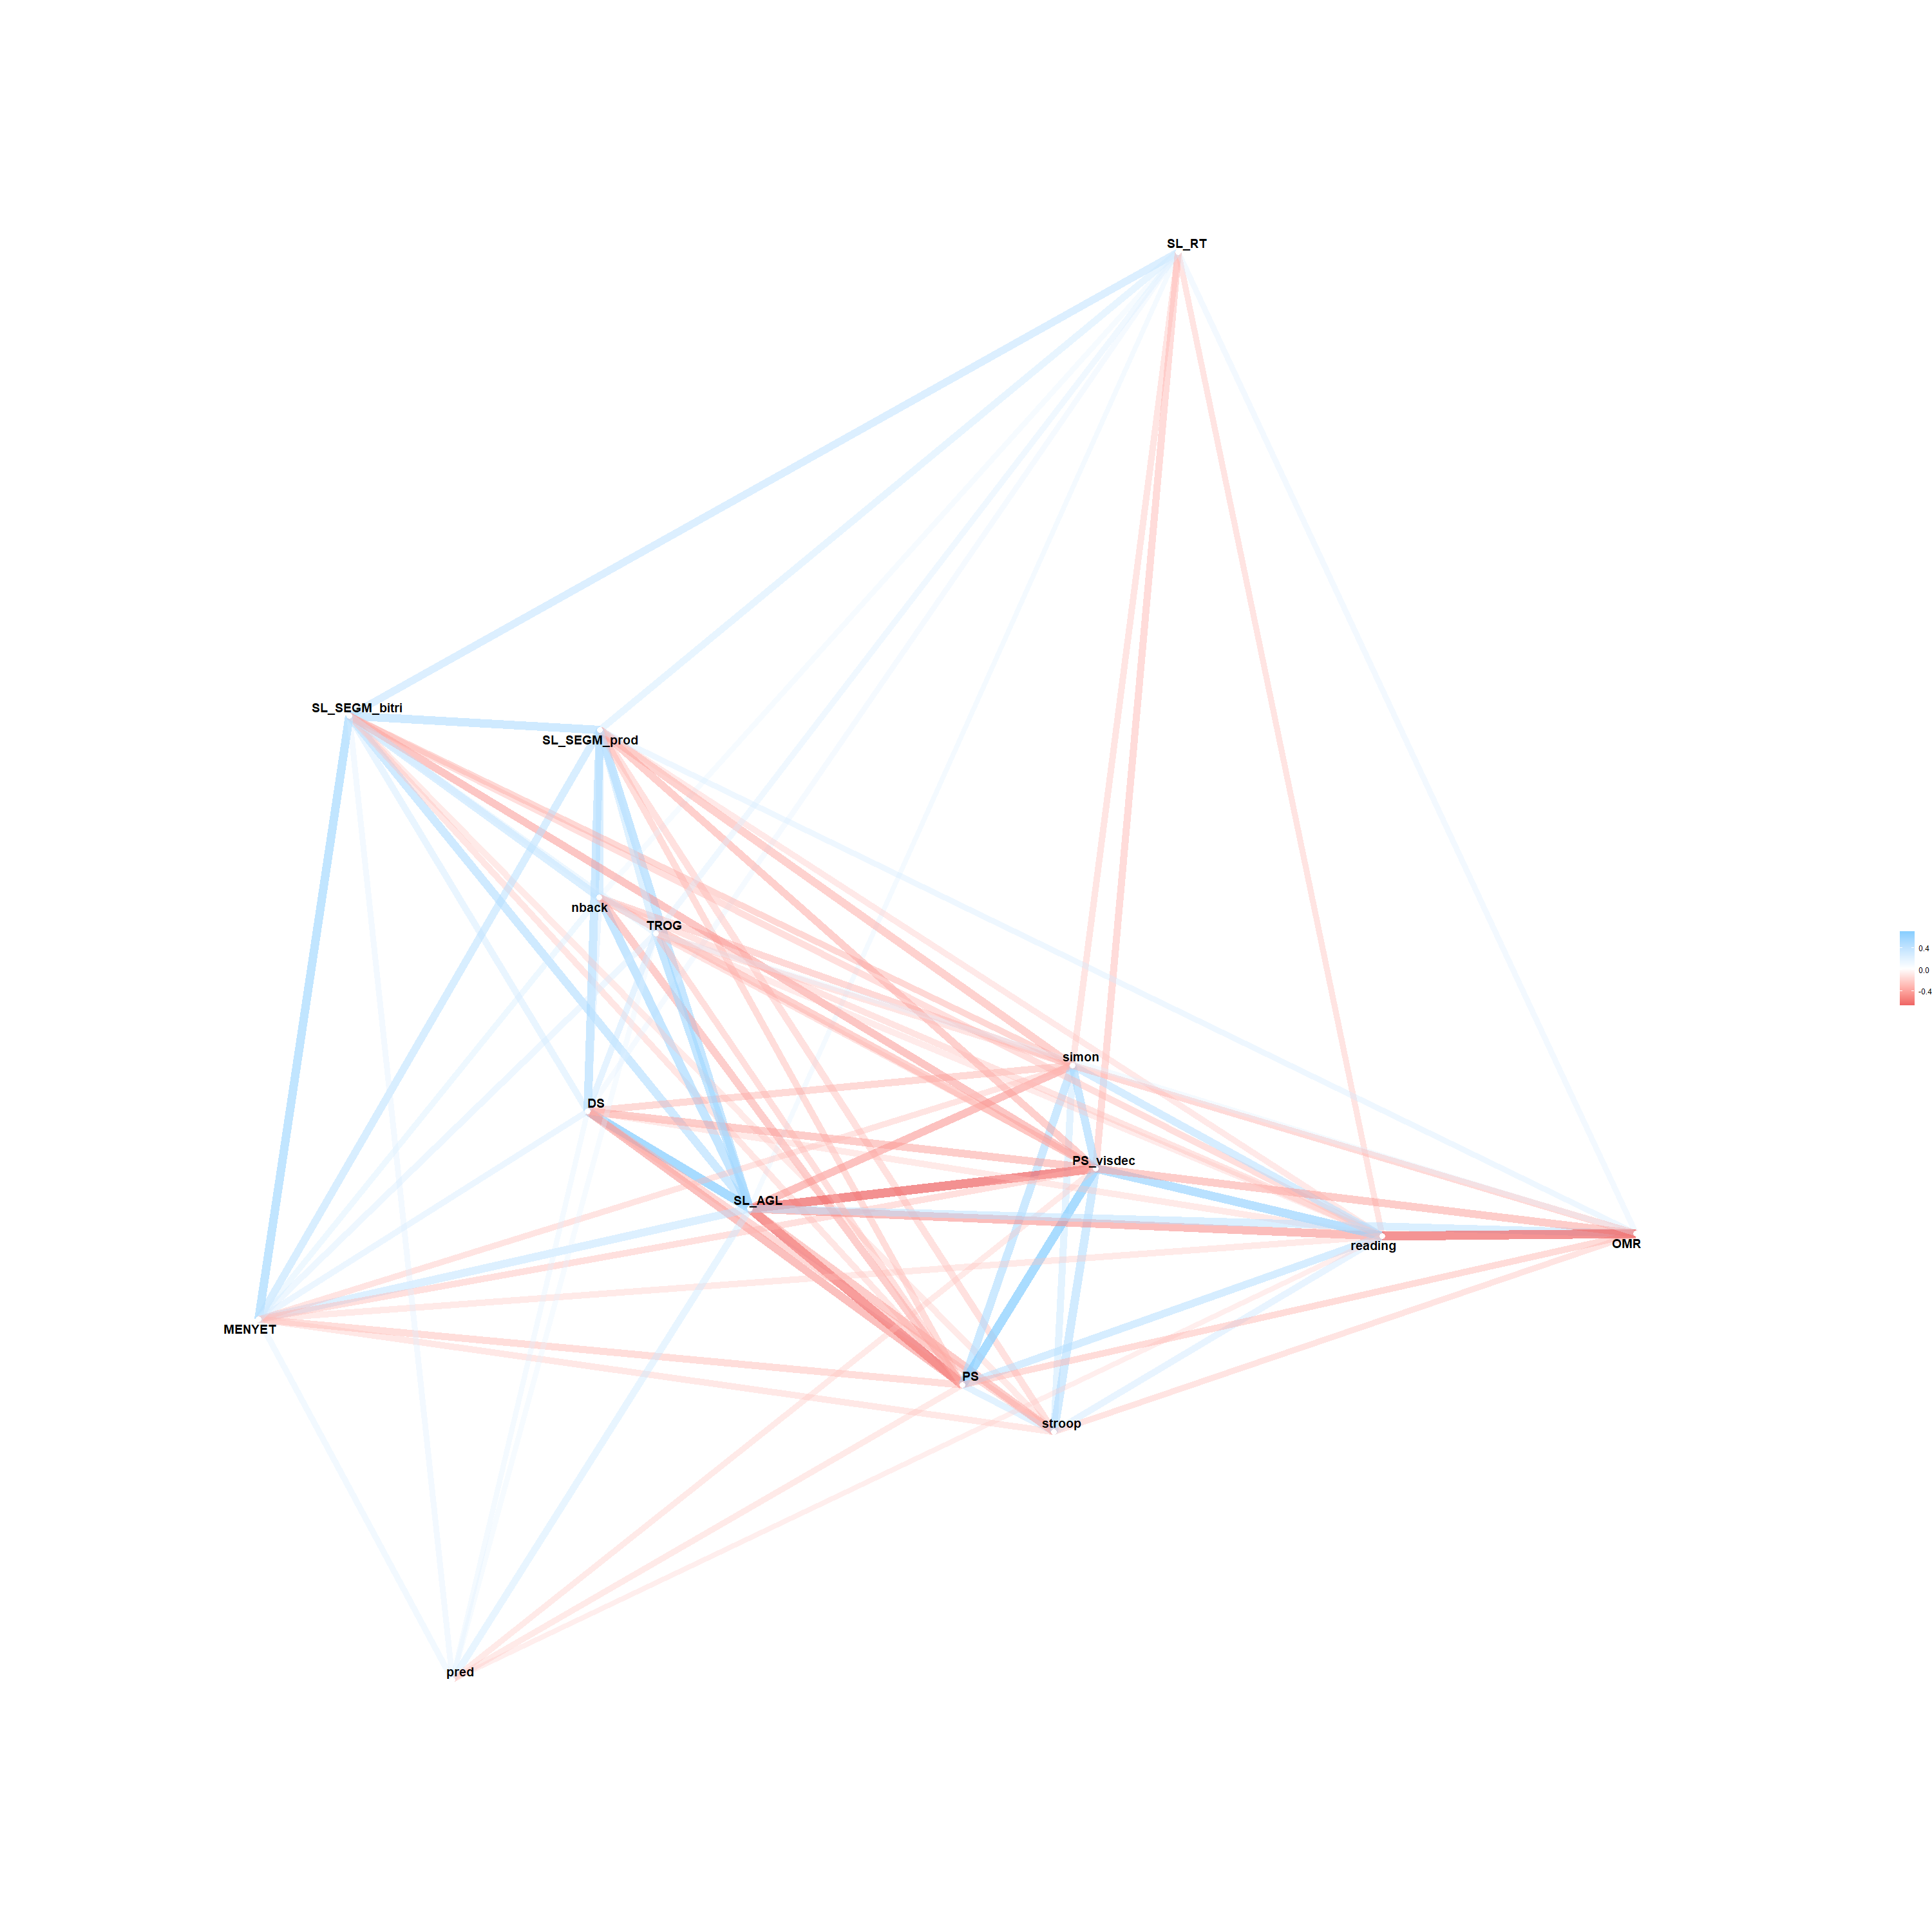 SL_RT
SL_SEGM_bitri
SL_SEGM_prod
nback
TROG
0.4
0.0
-0.4
simon
DS
PS_visdec
SL_AGL
reading
OMR
MENYET
PS
stroop
pred